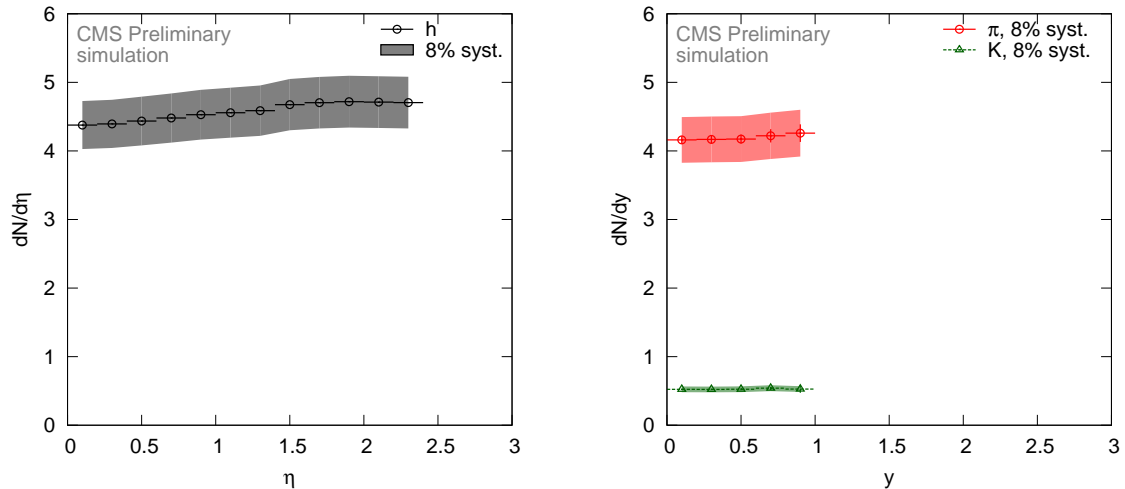 CMS Preliminary
simulation
h
8% syst.
6
5
4
3
2
1
0
dN/dη
0 0.5 1 1.5 2 2.5 3
η
CMS Preliminary
simulation
π, 8% syst.
K, 8% syst.
6
5
4
3
2
1
0
dN/dy
0 0.5 1 1.5 2 2.5 3
y